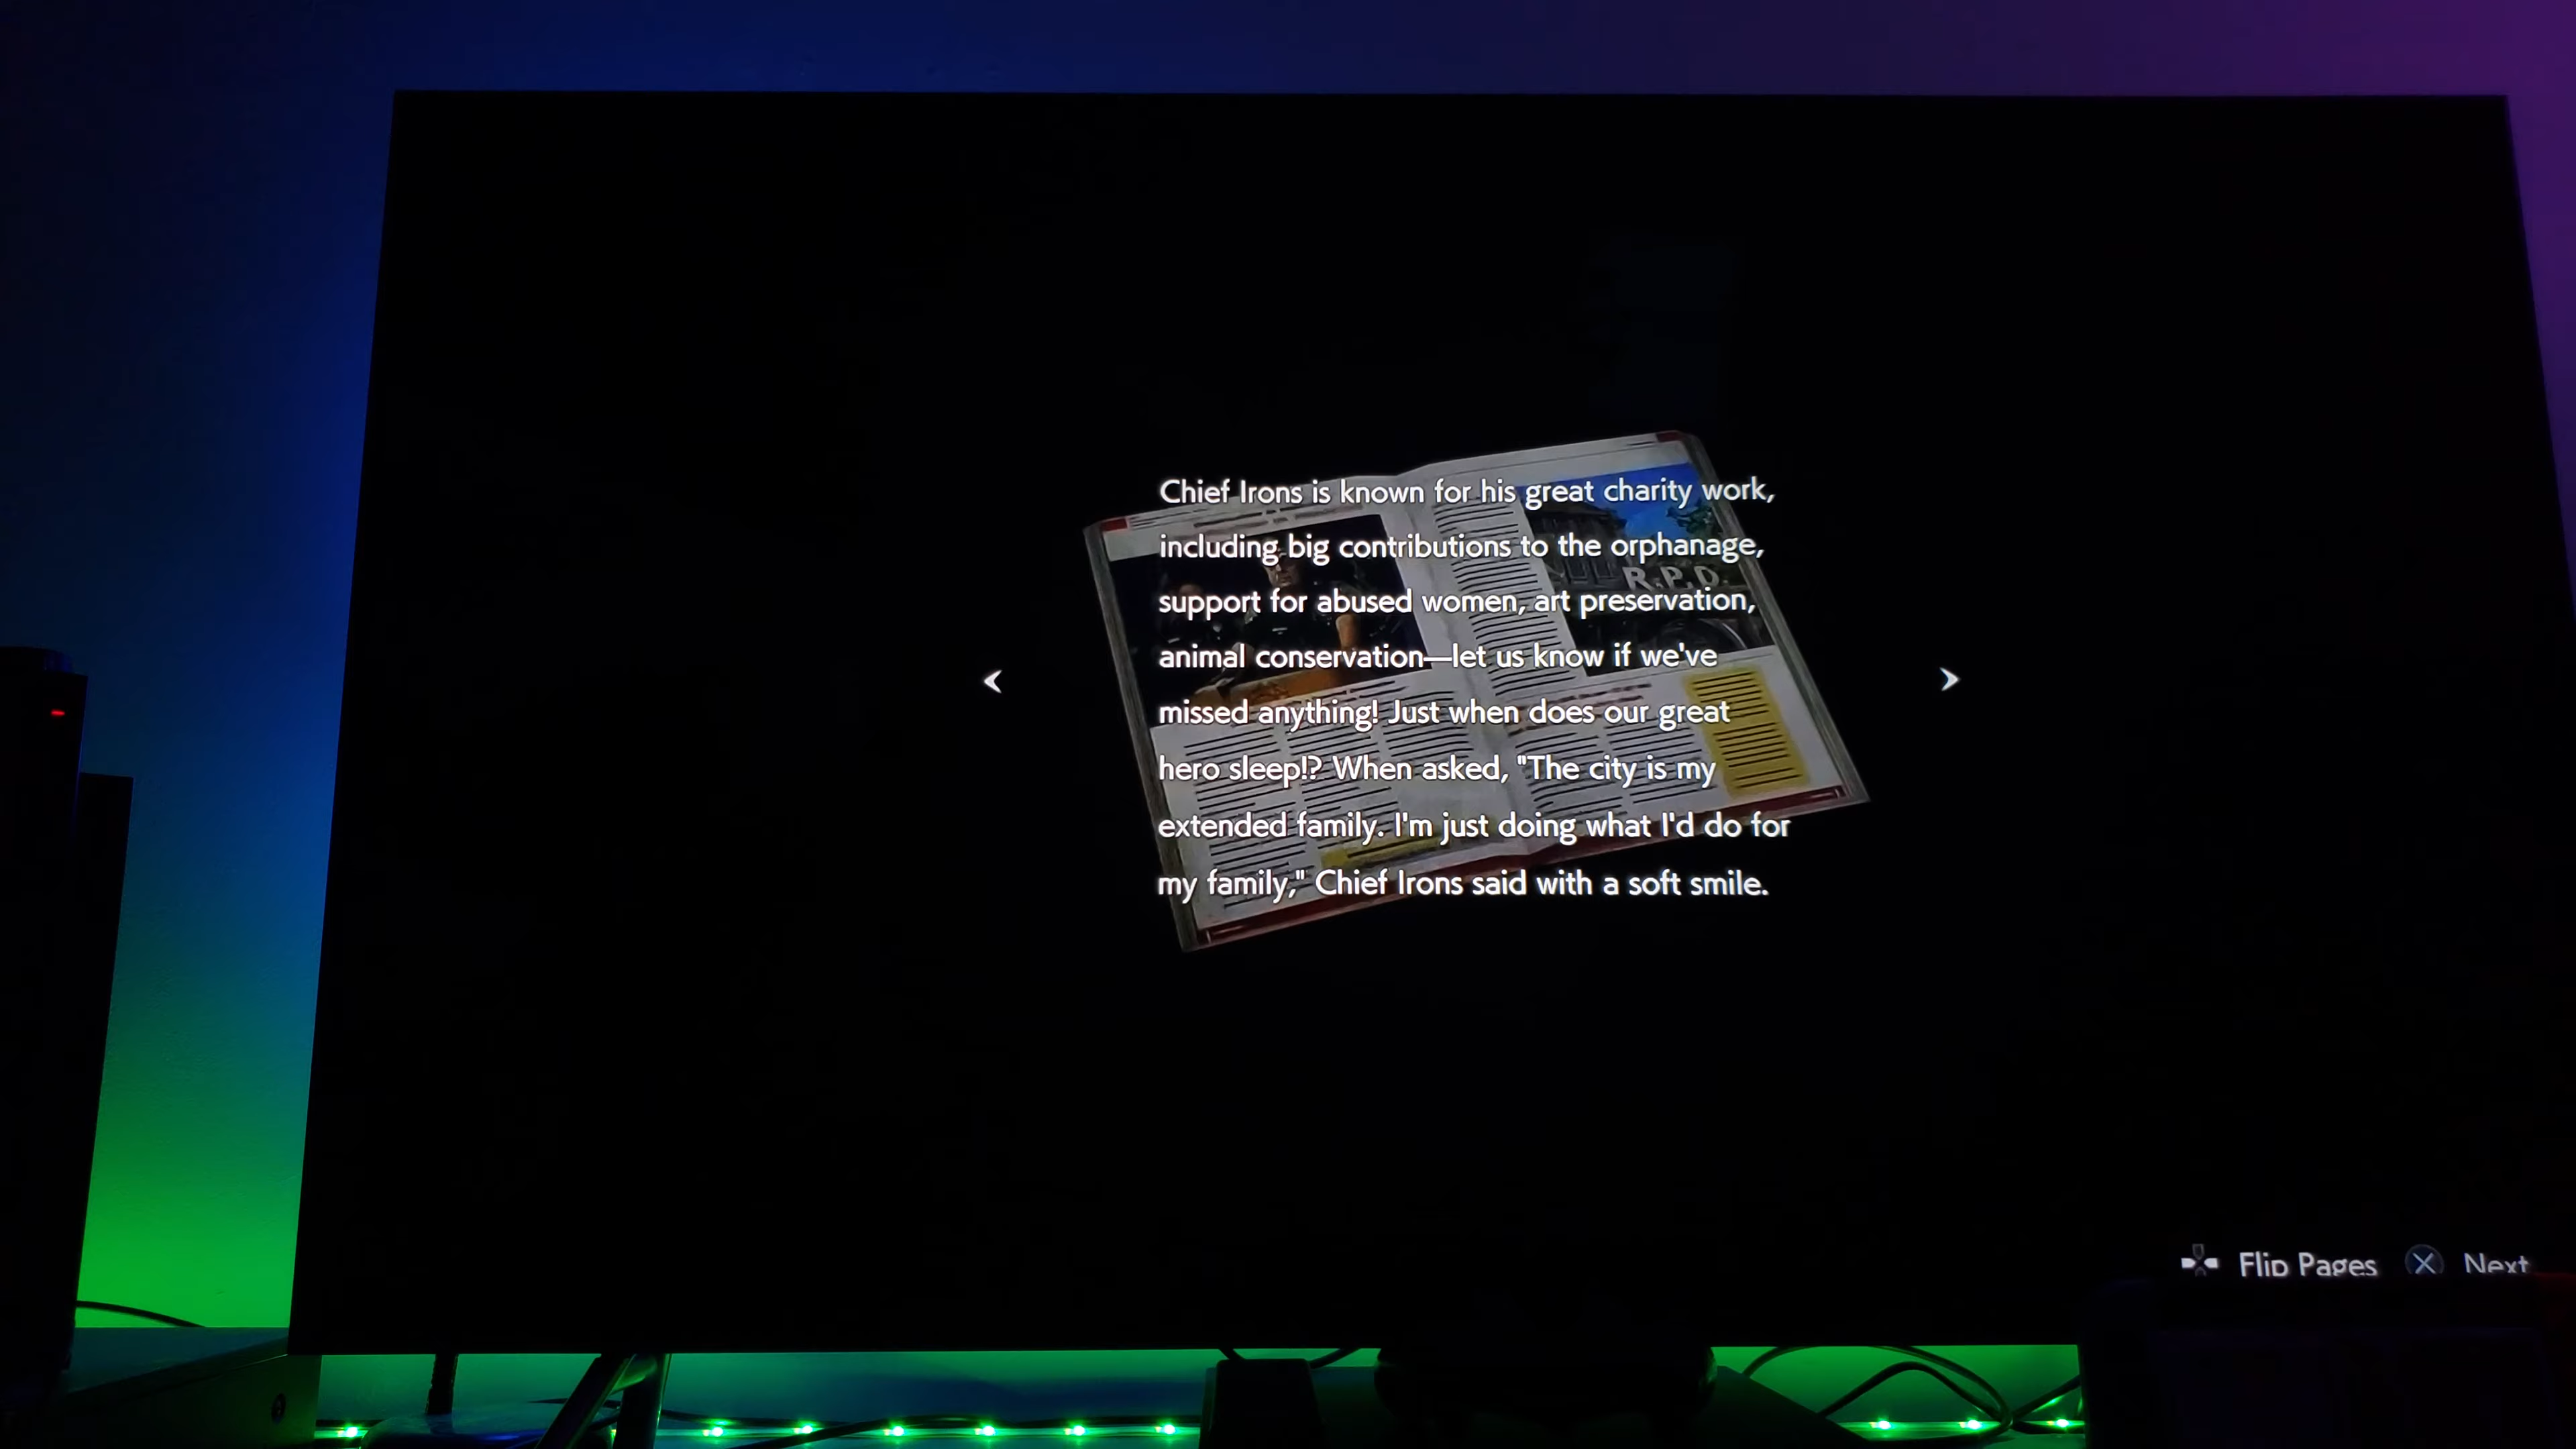 Chief Irons is known for his great charity work,
including big contributions to the orphanage,
support for abused women, art preservation,
animal conservation—let us know if we've
missed anything! Just when does our great
hero sleep!? When asked, "The city is my
extended family. I'm just doing what I'd do for
my family," Chief Irons said with a soft smile.
R.P.D.
Flip Pages
Next